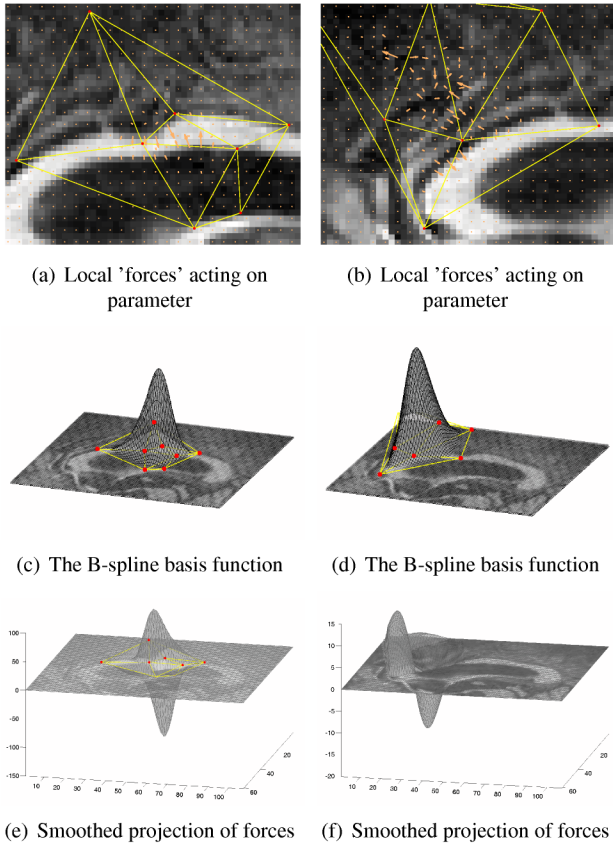 (a) Local 'forces' acting on
parameter
(b) Local 'forces' acting on
parameter
(c) The B-spline basis function
(d) The B-spline basis function
100
50
0
-50
-100
-150
10 20 30 40 50 60 70 80 90 100
60
40
20
15
10
5
0
-5
-10
-15
-20
10 20 30 40 50 60 70 80 90 100
60
40
20
(e) Smoothed projection of forces
(f) Smoothed projection of forces